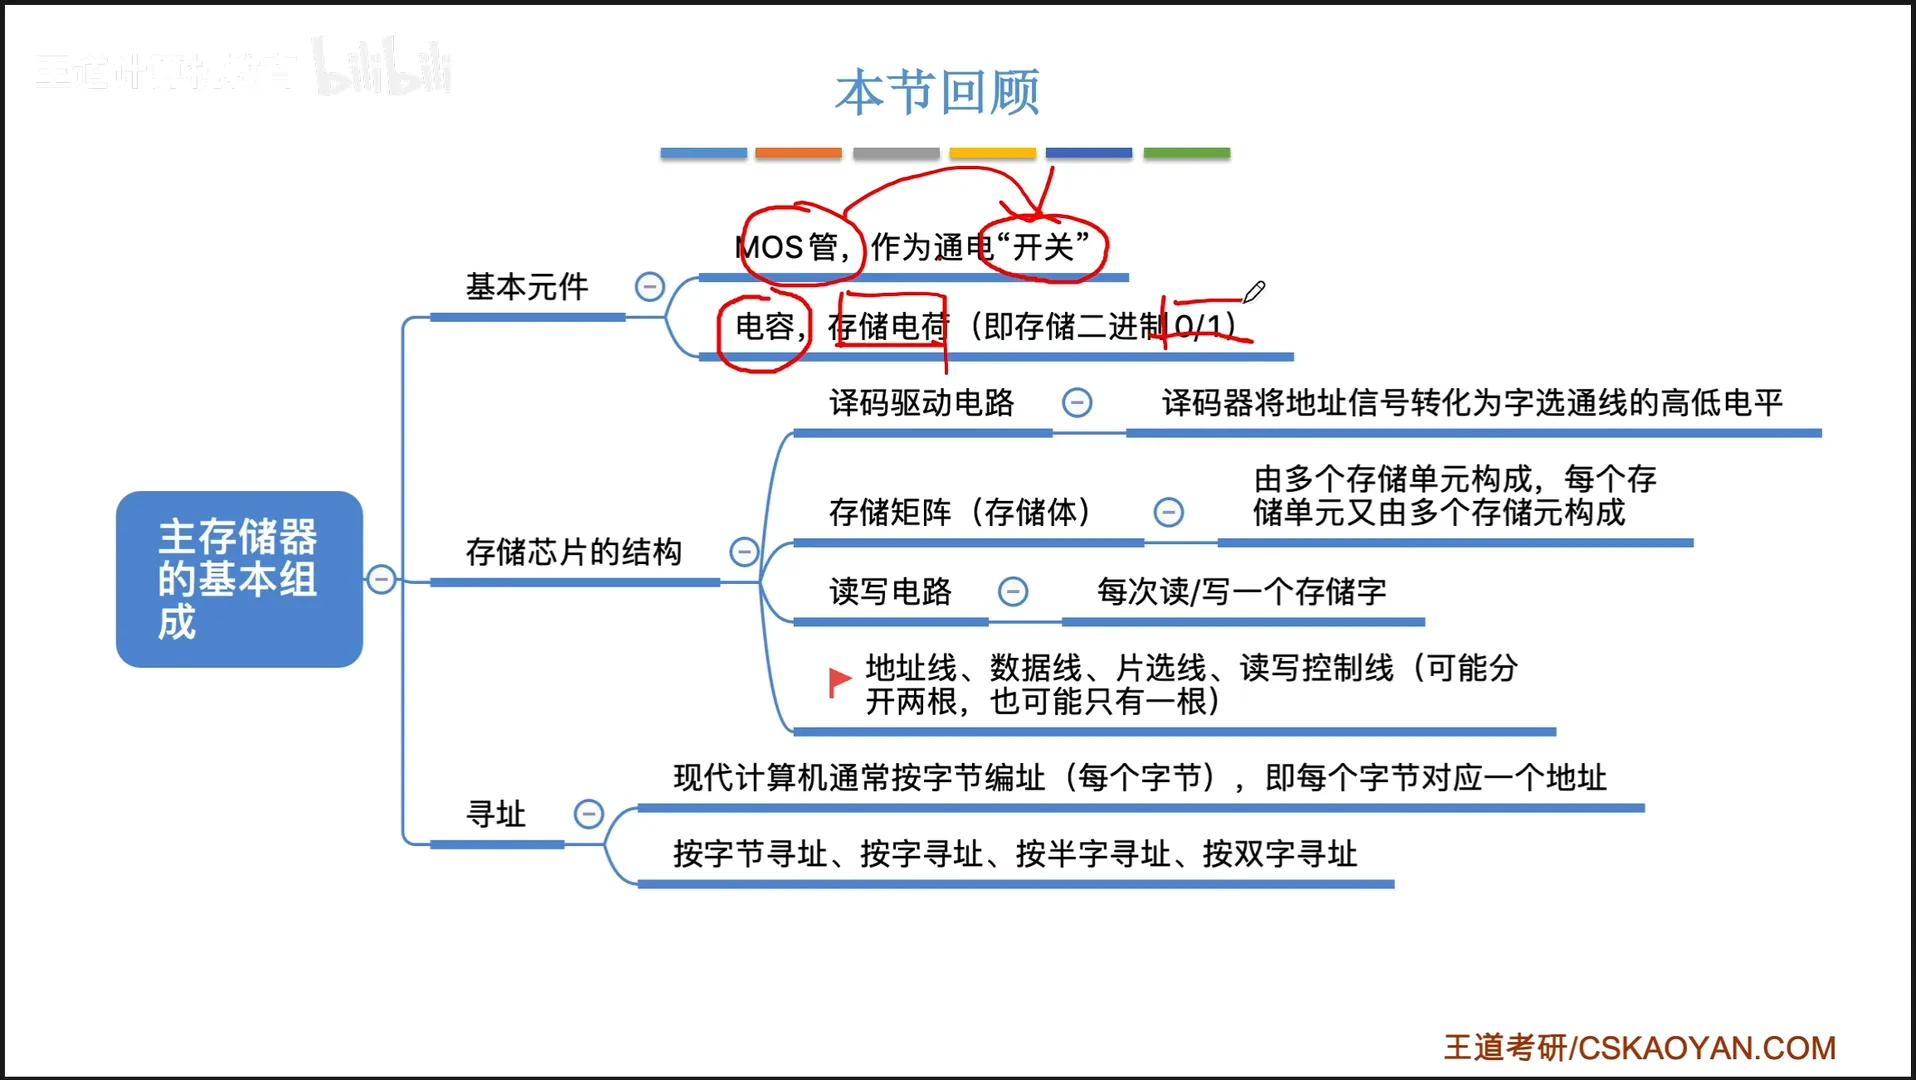 王道计算机教育 bilibili
本节回顾
MOS管，作为通电“开关”
基本元件
电容，存储电荷（即存储二进制0/1）
译码驱动电路
译码器将地址信号转化为字选通线的高低电平
由多个存储单元构成，每个存
储单元又由多个存储元构成
存储矩阵（存储体）
存储芯片的结构
主存储器
的基本组
成
读写电路
每次读/写一个存储字
地址线、数据线、片选线、读写控制线（可能分
开两根，也可能只有一根）
现代计算机通常按字节编址（每个字节），即每个字节对应一个地址
寻址
按字节寻址、按字寻址、按半字寻址、按双字寻址
王道考研/CSKAOYAN.COM